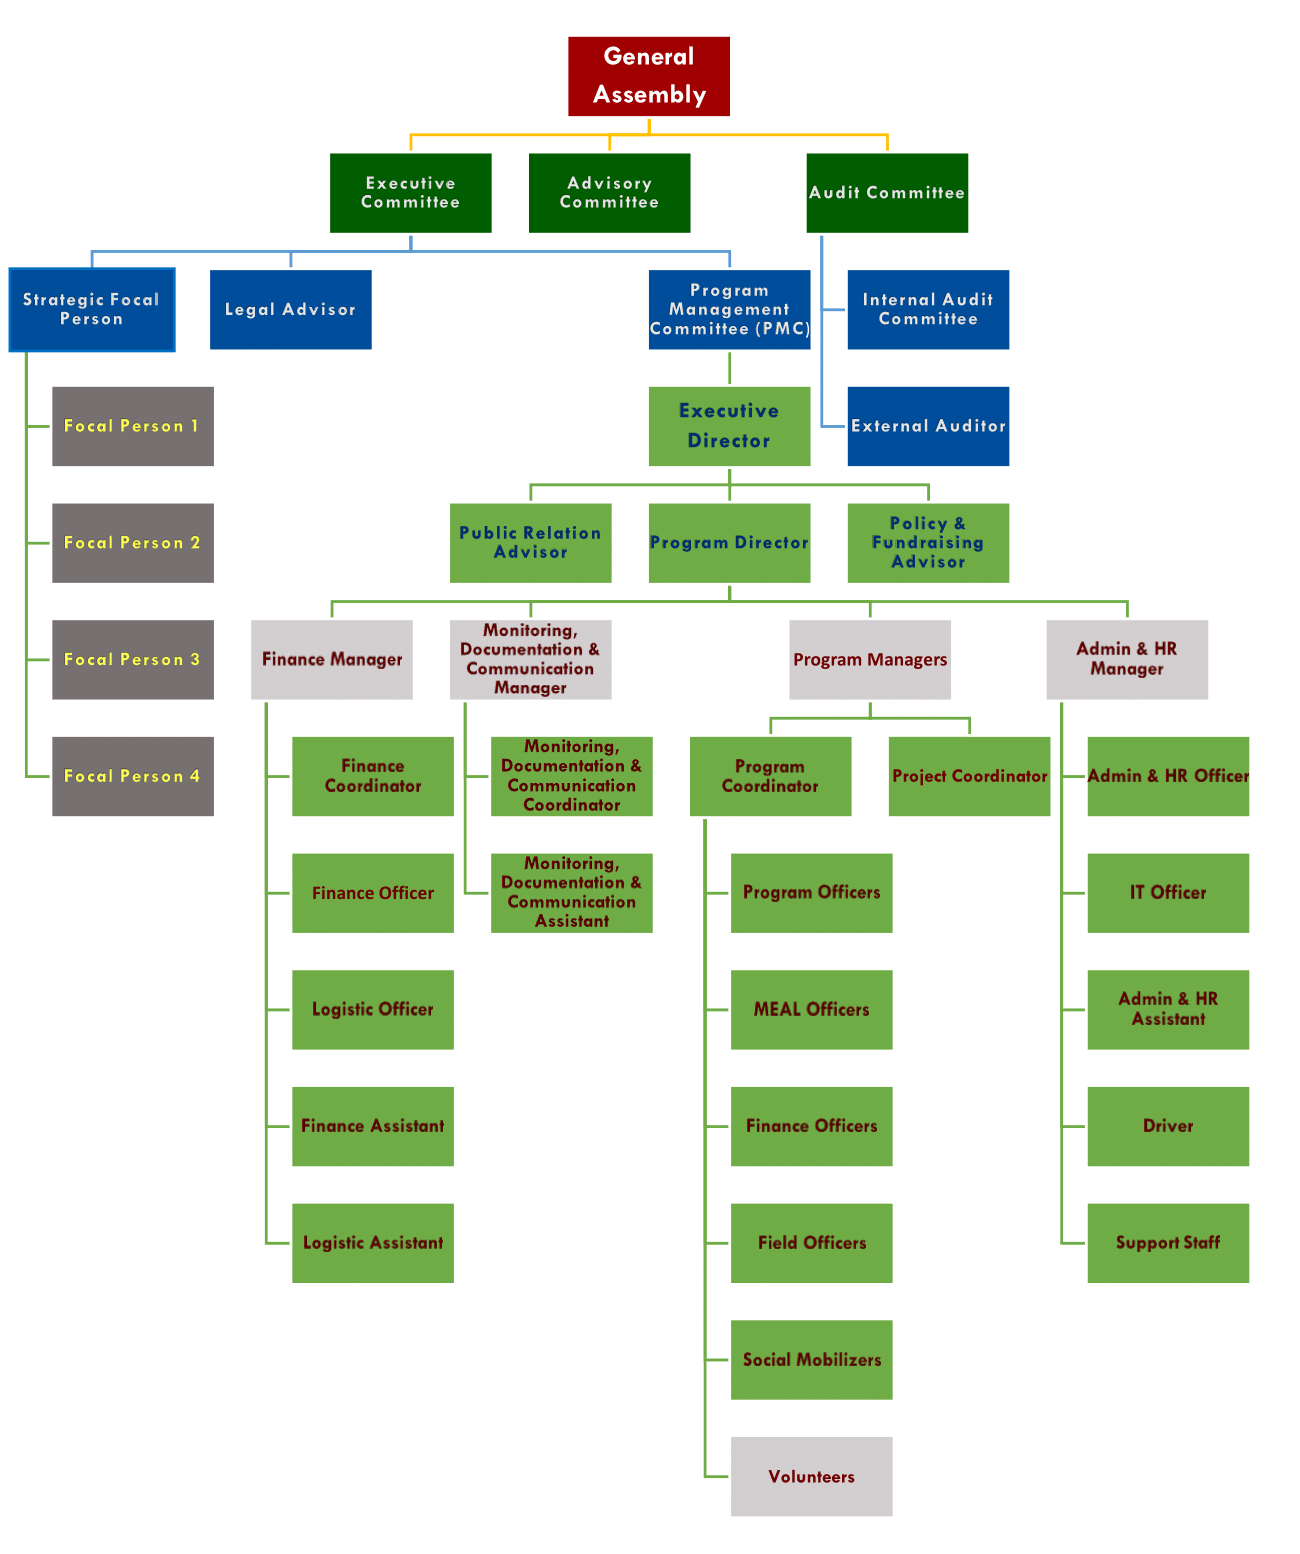 General
Assembly
Executive
Committee
Advisory
Committee
Audit Committee
Strategic Focal
Person
Legal Advisor
Program
Management
Committee (PMC)
Internal Audit
Committee
Focal Person 1
Executive
Director
External Auditor
Focal Person 2
Public Relation
Advisor
Program Director
Policy &
Fundraising
Advisor
Focal Person 3
Finance Manager
Monitoring,
Documentation &
Communication
Manager
Program Managers
Admin & HR
Manager
Focal Person 4
Finance
Coordinator
Monitoring,
Documentation &
Communication
Coordinator
Program
Coordinator
Project Coordinator
Admin & HR Officer
Finance Officer
Monitoring,
Documentation &
Communication
Assistant
Program Officers
IT Officer
Logistic Officer
MEAL Officers
Admin & HR
Assistant
Finance Assistant
Finance Officers
Driver
Logistic Assistant
Field Officers
Support Staff
Social Mobilizers
Volunteers